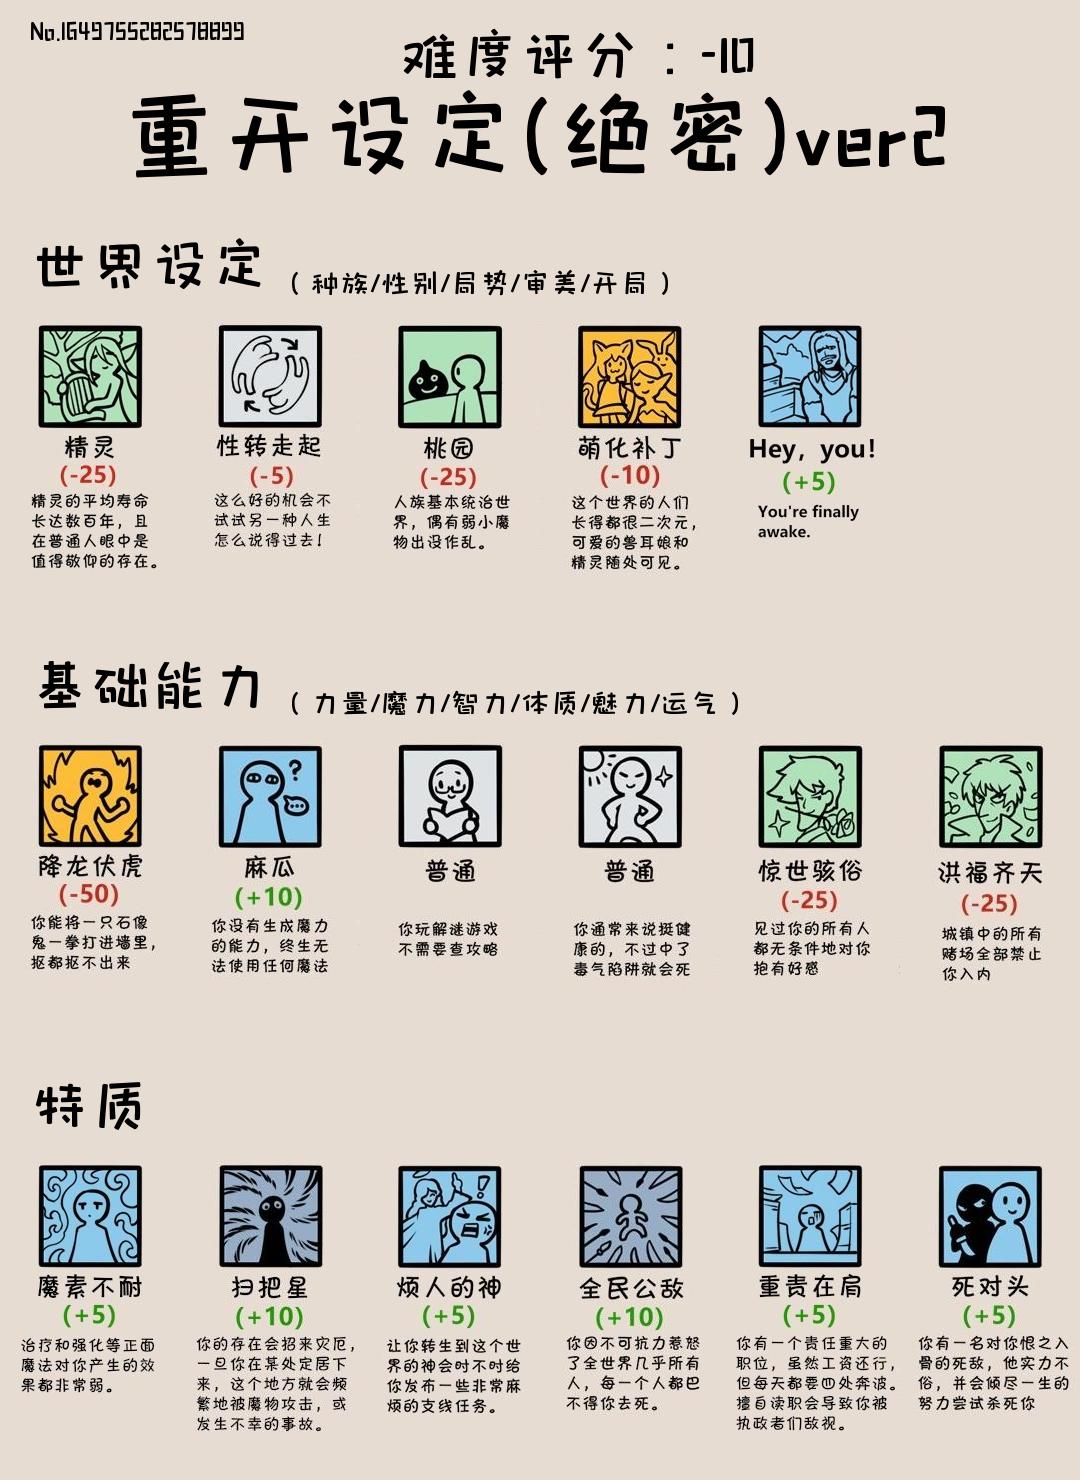 No.1649755282578899
难度评分：-10
重开设定(绝密)ver2
世界设定（种族/性别/局势/审美/开局）
精灵
(-25)
精灵的平均寿命
长达数百年，且
在普通人眼中是
值得敬仰的存在。
性转走起
(-5)
这么好的机会不
试试另一种人生
怎么说得过去！
桃园
(-25)
人族基本统治世
界，偶有弱小魔
物出没作乱。
萌化补丁
(-10)
这个世界的人们
长得都很二次元，
可爱的兽耳娘和
精灵随处可见。
Hey, you!
(+5)
You're finally
awake.
基础能力（力量/魔力/智力/体质/魅力/运气）
降龙伏虎
(-50)
你能将一只石像
鬼一拳打进墙里，
抠都抠不出来
麻瓜
(+10)
你没有生成魔力
的能力，终生无
法使用任何魔法
普通
你玩解谜游戏
不需要查攻略
普通
你通常来说挺健
康的，不过中了
毒气陷阱就会死
惊世骇俗
(-25)
见过你的所有人
都无条件地对你
抱有好感
洪福齐天
(-25)
城镇中的所有
赌场全部禁止
你入内
特质
魔素不耐
(+5)
治疗和强化等正面
魔法对你产生的效
果都非常弱。
扫把星
(+10)
你的存在会招来灾厄，
一旦你在某处定居下
来，这个地方就会频
繁地被魔物攻击，或
发生不幸的事故。
烦人的神
(+5)
让你转生到这个世
界的神会时不时给
你发布一些非常麻
烦的支线任务。
全民公敌
(+10)
你因不可抗力惹怒
了全世界几乎所有
人，每一个人都巴
不得你去死。
重责在肩
(+5)
你有一个责任重大的
职位，虽然工资还行，
但每天都要四处奔波。
擅自渎职会导致你被
执政者们敌视。
死对头
(+5)
你有一名对你恨之入
骨的死敌，他实力不
俗，并会倾尽一生的
努力尝试杀死你